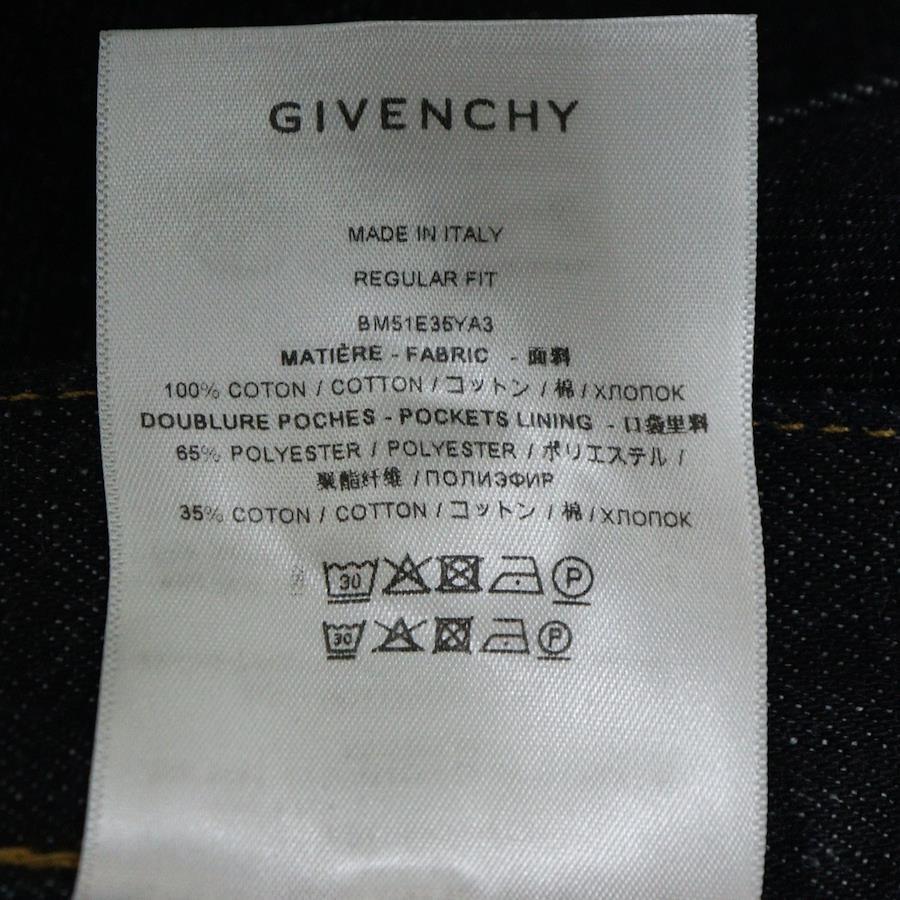 GIVENCHY
MADE IN ITALY
REGULAR FIT
BM51E35YA3
MATIÈRE - FABRIC - 面料
100% COTON / COTTON / コットン / 棉 / ХЛОПОК
DOUBLURE POCHES - POCKETS LINING - 口袋里料
65% POLYESTER / POLYESTER / ポリエステル /
聚酯纤维 / ПОЛИЭФИР
35% COTON / COTTON / コットン / 棉 / ХЛОПОК
30 P
30 P